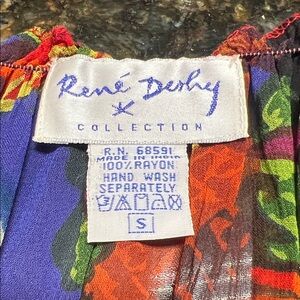 René Derhy
COLLECTION
R.N. 68591
MADE IN INDIA
100% RAYON
HAND WASH
SEPARATELY
S